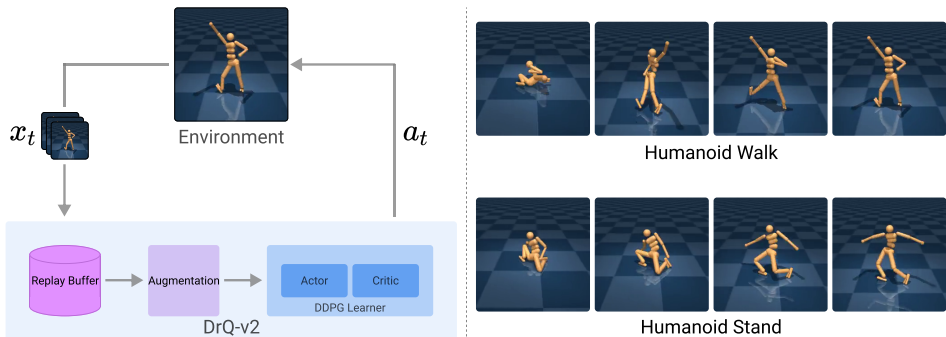 x_t
Environment
a_t
Replay Buffer
Augmentation
Actor
Critic
DDPG Learner
DrQ-v2
Humanoid Walk
Humanoid Stand